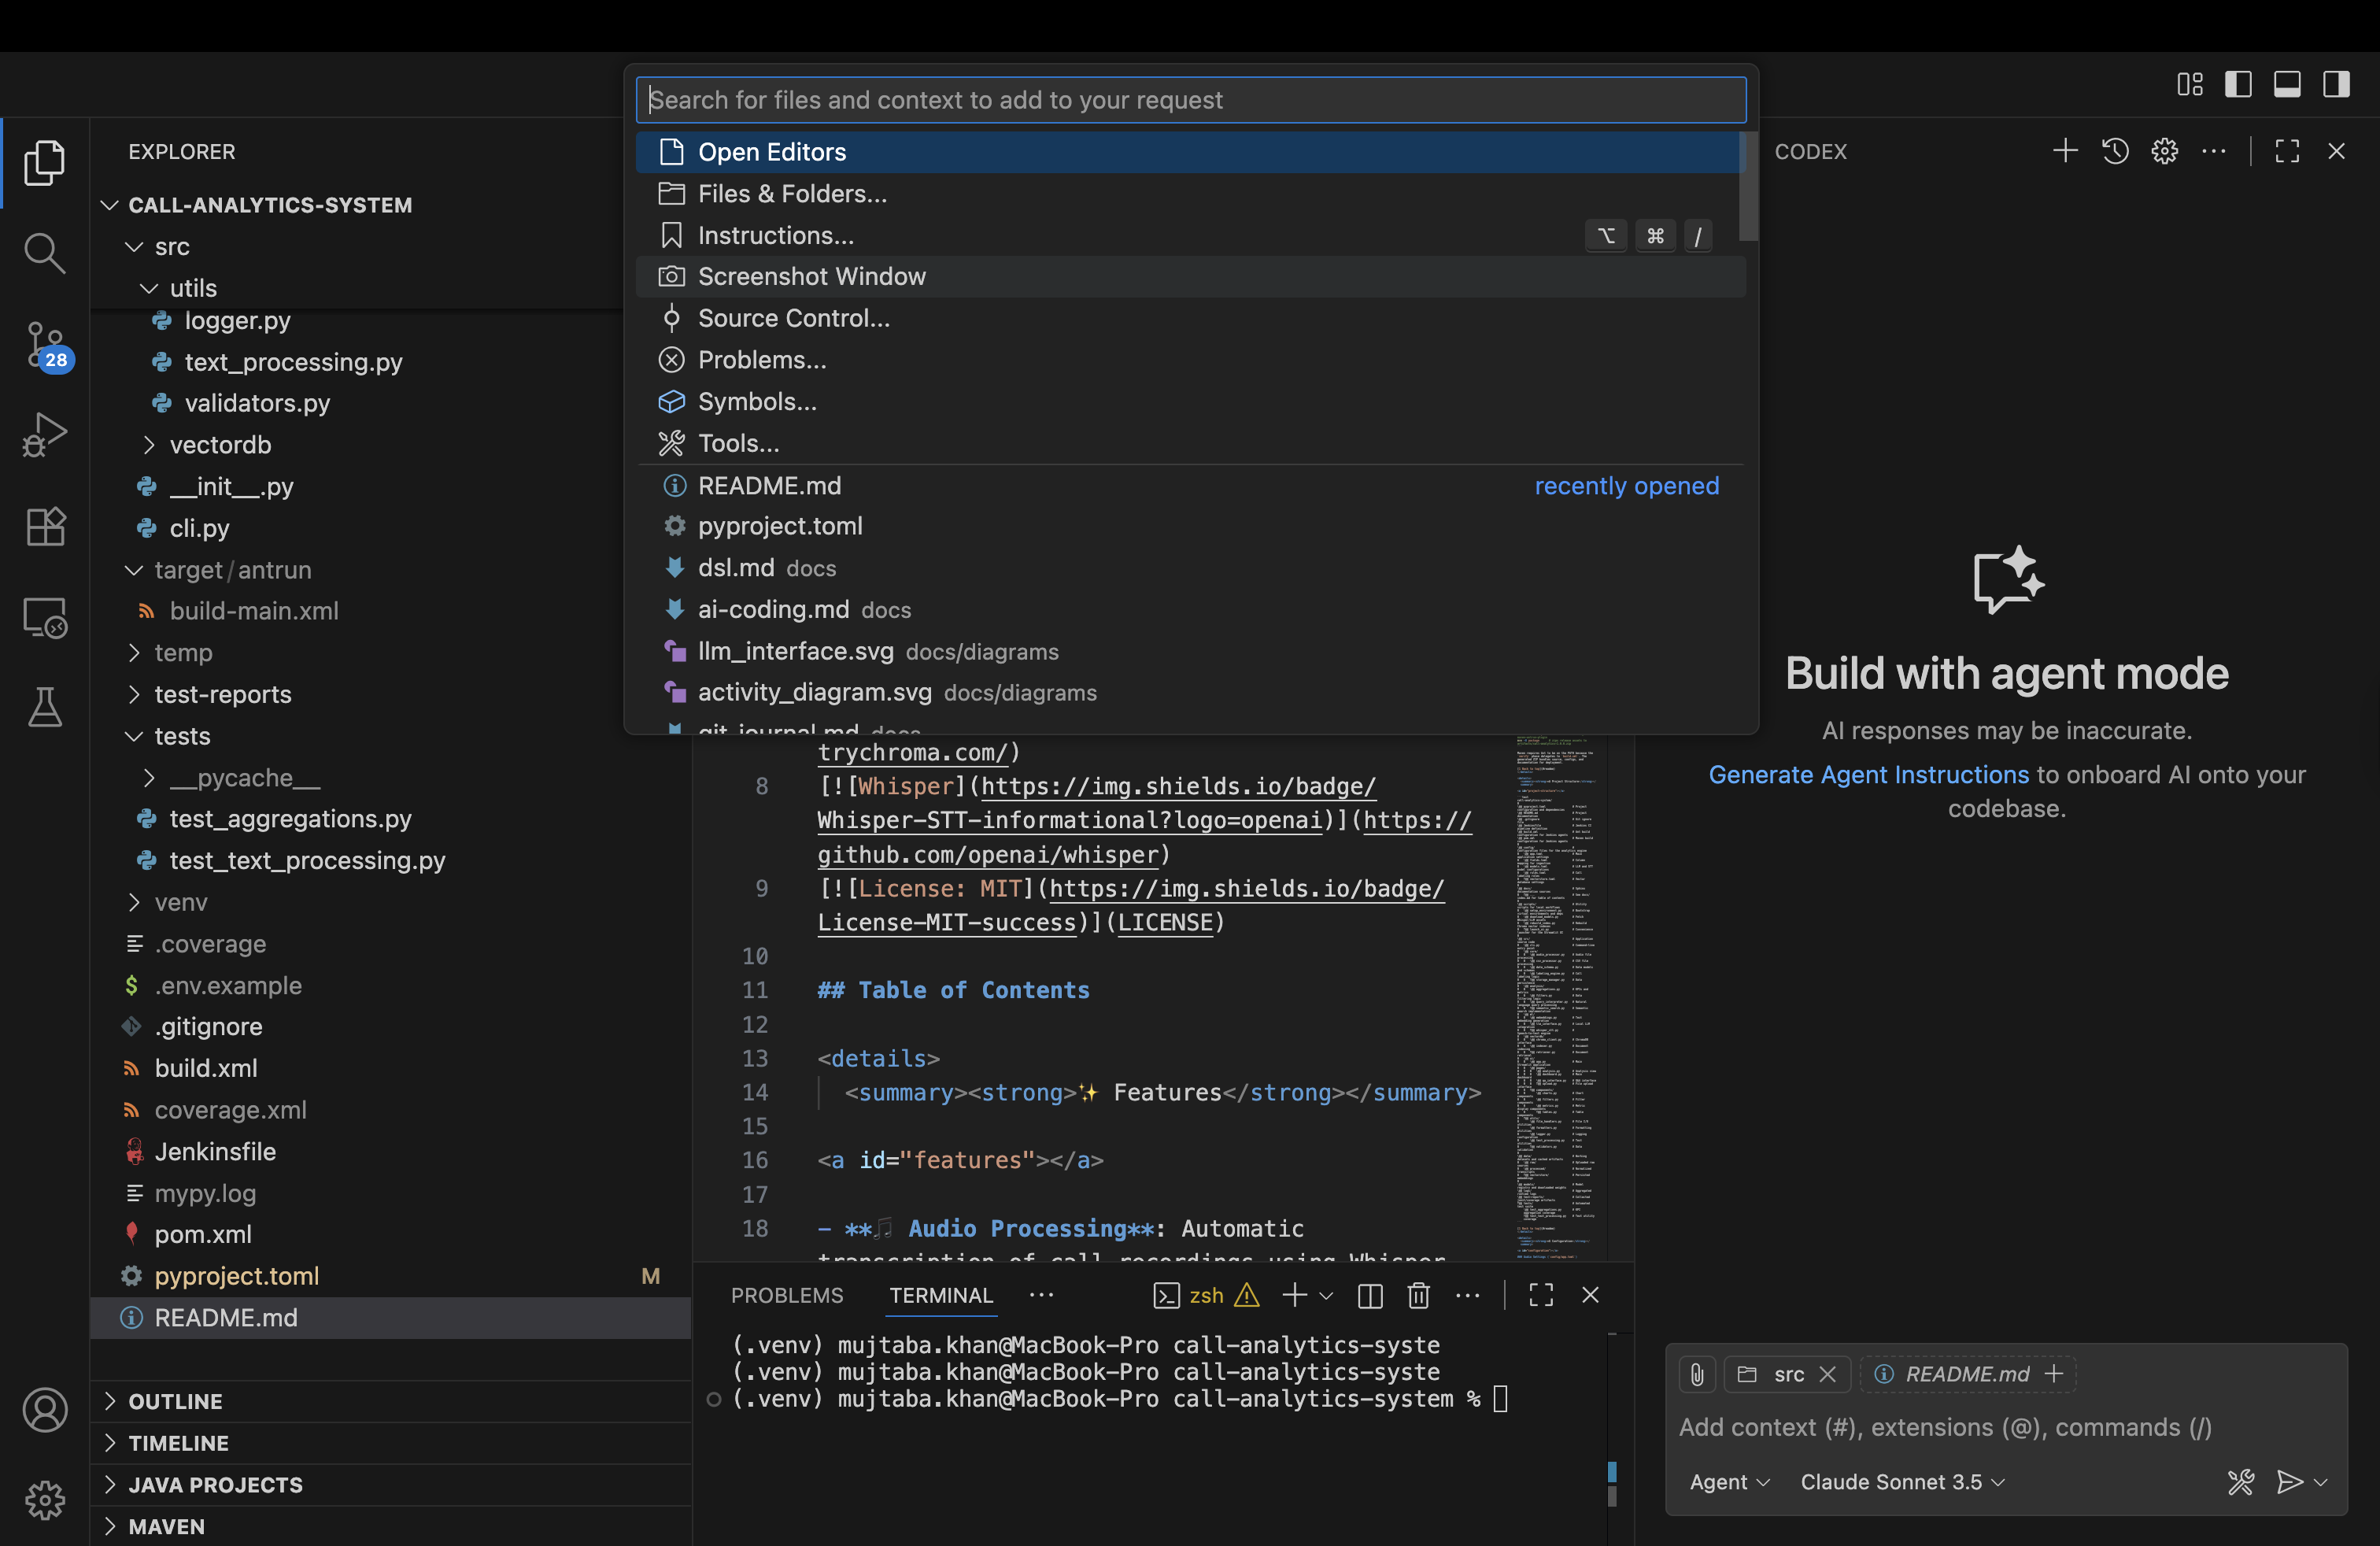 Search for files and context to add to your request
Open Editors
Files & Folders...
Instructions...
⌥ ⌘ /
Screenshot Window
Source Control...
Problems...
Symbols...
Tools...
README.md recently opened
pyproject.toml
dsl.md docs
ai-coding.md docs
llm_interface.svg docs/diagrams
activity_diagram.svg docs/diagrams
git_journal.md docs
EXPLORER
CALL-ANALYTICS-SYSTEM
src
utils
logger.py
text_processing.py
validators.py
vectordb
__init__.py
cli.py
target/antrun
build-main.xml
temp
test-reports
tests
__pycache__
test_aggregations.py
test_text_processing.py
venv
.coverage
$ .env.example
.gitignore
build.xml
coverage.xml
Jenkinsfile
mypy.log
pom.xml
pyproject.toml M
README.md
OUTLINE
TIMELINE
JAVA PROJECTS
MAVEN
28
trychroma.com/)
8 [![Whisper](https://img.shields.io/badge/
Whisper-STT-informational?logo=openai)](https://
github.com/openai/whisper)
9 [![License: MIT](https://img.shields.io/badge/
License-MIT-success)](LICENSE)
10
11 ## Table of Contents
12
13 <details>
14 <summary><strong>✨ Features</strong></summary>
15
16 <a id="features"></a>
17
18 - **🎵 Audio Processing**: Automatic
transcription of call recordings using Whisper
PROBLEMS TERMINAL ...
zsh
(.venv) mujtaba.khan@MacBook-Pro call-analytics-syste
(.venv) mujtaba.khan@MacBook-Pro call-analytics-syste
(.venv) mujtaba.khan@MacBook-Pro call-analytics-system %
CODEX
Build with agent mode
AI responses may be inaccurate.
Generate Agent Instructions to onboard AI onto your
codebase.
src
README.md
Add context (#), extensions (@), commands (/)
Agent
Claude Sonnet 3.5